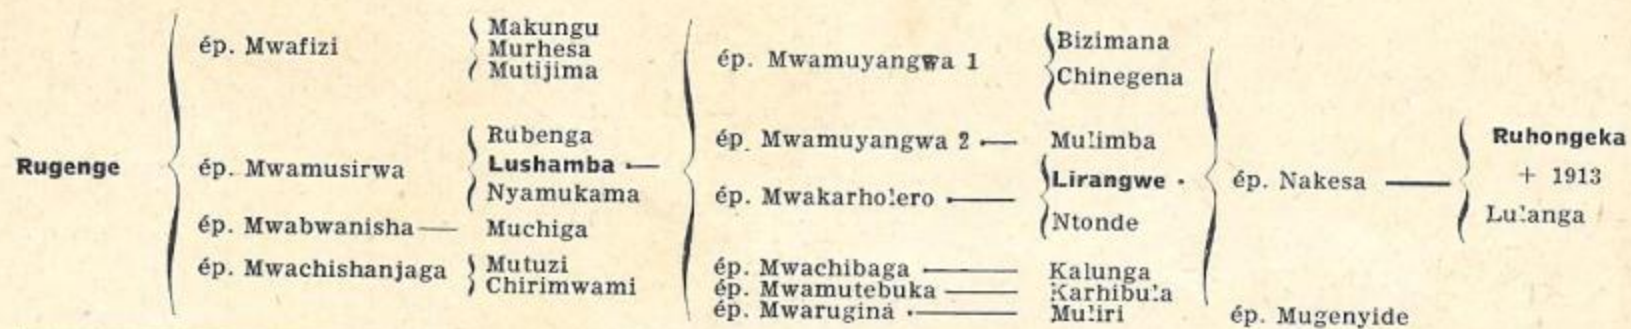 Rugenge
ép. Mwafizi
Makungu
Murhesa
Mutijima
ép. Mwamusirwa
Rubenga
Lushamba
Nyamukama
ép. Mwabwanisha
Muchiga
ép. Mwachishanjaga
Mutuzi
Chirimwami
ép. Mwamuyangwa 1
Bizimana
Chinegena
ép. Mwamuyangwa 2
Mulimba
ép. Mwakarholero
Lirangwe
Ntonde
ép. Mwachibaga
Kalunga
ép. Mwamutebuka
Karhibula
ép. Mwarugina
Muliri
ép. Nakesa
Ruhongeka
+ 1913
Lulanga
ép. Mugenyide